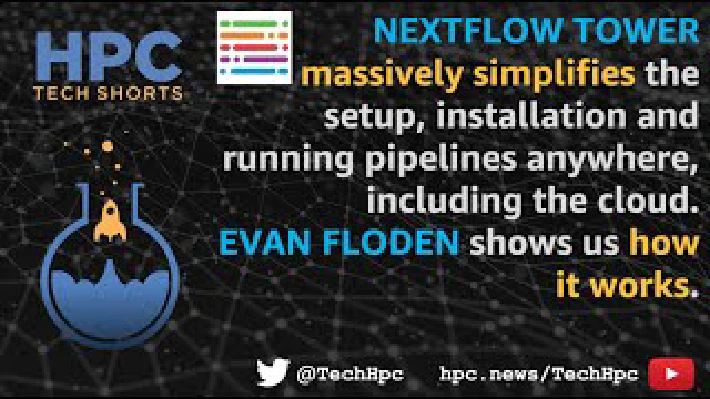 HPC
TECH SHORTS
NEXTFLOW TOWER
massively simplifies the
setup, installation and
running pipelines anywhere,
including the cloud.
EVAN FLODEN shows us how
it works.
@TechHpc
hpc.news/TechHpc